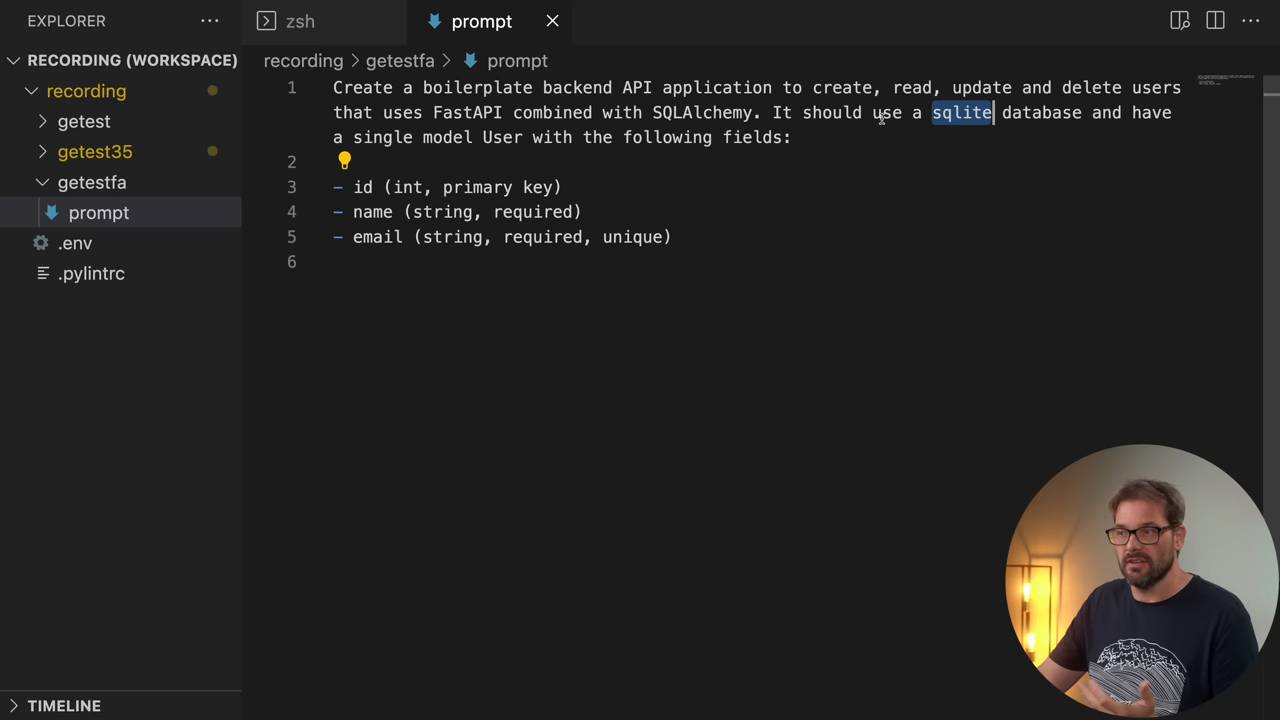 EXPLORER
zsh
prompt
RECORDING (WORKSPACE)
recording
getest
getest35
getestfa
prompt
.env
.pylintrc
TIMELINE
recording > getestfa > prompt
1 Create a boilerplate backend API application to create, read, update and delete users
that uses FastAPI combined with SQLAlchemy. It should use a sqlite database and have
a single model User with the following fields:
2
3 - id (int, primary key)
4 - name (string, required)
5 - email (string, required, unique)
6